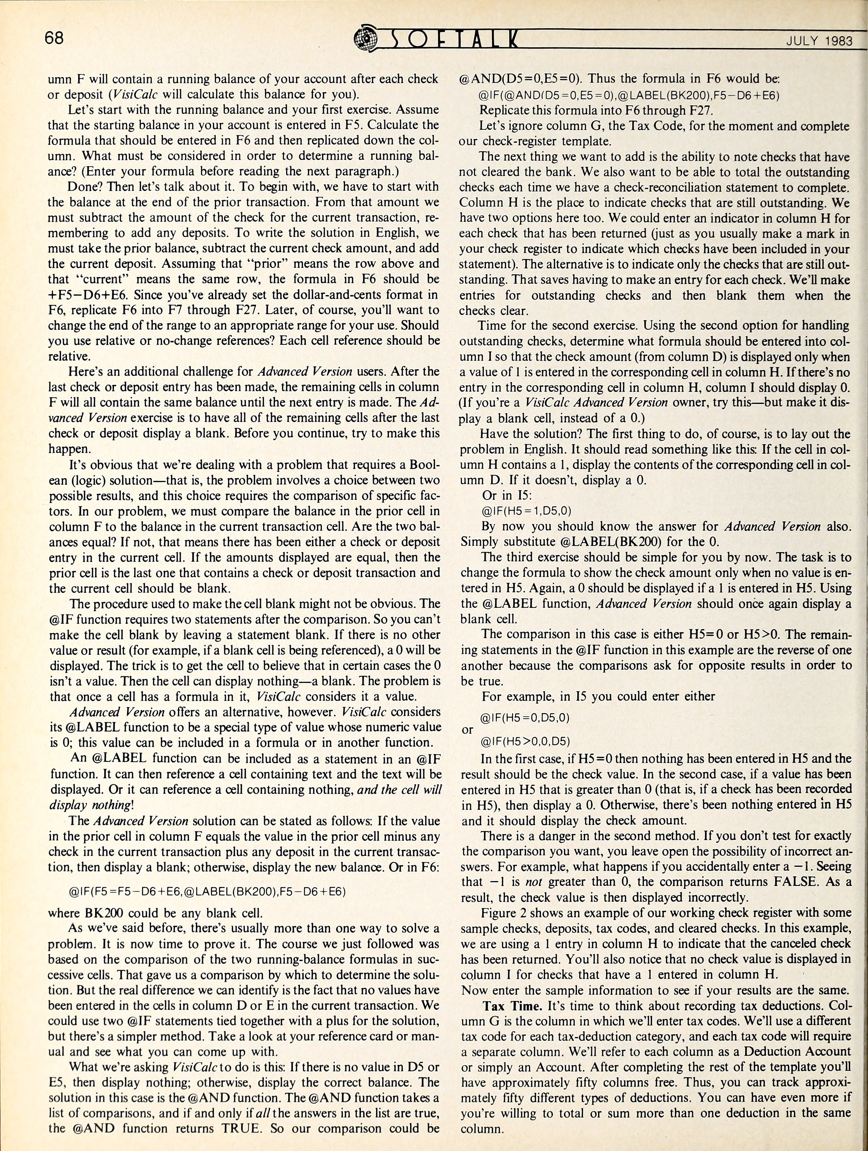 68
SOFTALK
JULY 1983
umn F will contain a running balance of your account after each check
or deposit (VisiCalc will calculate this balance for you).
Let's start with the running balance and your first exercise. Assume
that the starting balance in your account is entered in F5. Calculate the
formula that should be entered in F6 and then replicated down the col-
umn. What must be considered in order to determine a running bal-
ance? (Enter your formula before reading the next paragraph.)
Done? Then let's talk about it. To begin with, we have to start with
the balance at the end of the prior transaction. From that amount we
must subtract the amount of the check for the current transaction, re-
membering to add any deposits. To write the solution in English, we
must take the prior balance, subtract the current check amount, and add
the current deposit. Assuming that "prior" means the row above and
that "current" means the same row, the formula in F6 should be
+F5−D6+E6. Since you've already set the dollar-and-cents format in
F6, replicate F6 into F7 through F27. Later, of course, you'll want to
change the end of the range to an appropriate range for your use. Should
you use relative or no-change references? Each cell reference should be
relative.
Here's an additional challenge for Advanced Version users. After the
last check or deposit entry has been made, the remaining cells in column
F will all contain the same balance until the next entry is made. The Ad-
vanced Version exercise is to have all of the remaining cells after the last
check or deposit display a blank. Before you continue, try to make this
happen.
It's obvious that we're dealing with a problem that requires a Bool-
ean (logic) solution—that is, the problem involves a choice between two
possible results, and this choice requires the comparison of specific fac-
tors. In our problem, we must compare the balance in the prior cell in
column F to the balance in the current transaction cell. Are the two bal-
ances equal? If not, that means there has been either a check or deposit
entry in the current cell. If the amounts displayed are equal, then the
prior cell is the last one that contains a check or deposit transaction and
the current cell should be blank.
The procedure used to make the cell blank might not be obvious. The
@IF function requires two statements after the comparison. So you can't
make the cell blank by leaving a statement blank. If there is no other
value or result (for example, if a blank cell is being referenced), a 0 will be
displayed. The trick is to get the cell to believe that in certain cases the 0
isn't a value. Then the cell can display nothing—a blank. The problem is
that once a cell has a formula in it, VisiCalc considers it a value.
Advanced Version offers an alternative, however. VisiCalc considers
its @LABEL function to be a special type of value whose numeric value
is 0; this value can be included in a formula or in another function.
An @LABEL function can be included as a statement in an @IF
function. It can then reference a cell containing text and the text will be
displayed. Or it can reference a cell containing nothing, and the cell will
display nothing!
The Advanced Version solution can be stated as follows: If the value
in the prior cell in column F equals the value in the prior cell minus any
check in the current transaction plus any deposit in the current transac-
tion, then display a blank; otherwise, display the new balance. Or in F6:
@IF(F5=F5−D6+E6,@LABEL(BK200),F5−D6+E6)
where BK200 could be any blank cell.
As we've said before, there's usually more than one way to solve a
problem. It is now time to prove it. The course we just followed was
based on the comparison of the two running-balance formulas in suc-
cessive cells. That gave us a comparison by which to determine the solu-
tion. But the real difference we can identify is the fact that no values have
been entered in the cells in column D or E in the current transaction. We
could use two @IF statements tied together with a plus for the solution,
but there's a simpler method. Take a look at your reference card or man-
ual and see what you can come up with.
What we're asking VisiCalc to do is this: If there is no value in D5 or
E5, then display nothing; otherwise, display the correct balance. The
solution in this case is the @AND function. The @AND function takes a
list of comparisons, and if and only if all the answers in the list are true,
the @AND function returns TRUE. So our comparison could be
@AND(D5=0,E5=0). Thus the formula in F6 would be:
@IF(@AND(D5=0,E5=0),@LABEL(BK200),F5−D6+E6)
Replicate this formula into F6 through F27.
Let's ignore column G, the Tax Code, for the moment and complete
our check-register template.
The next thing we want to add is the ability to note checks that have
not cleared the bank. We also want to be able to total the outstanding
checks each time we have a check-reconciliation statement to complete.
Column H is the place to indicate checks that are still outstanding. We
have two options here too. We could enter an indicator in column H for
each check that has been returned (just as you usually make a mark in
your check register to indicate which checks have been included in your
statement). The alternative is to indicate only the checks that are still out-
standing. That saves having to make an entry for each check. We'll make
entries for outstanding checks and then blank them when the
checks clear.
Time for the second exercise. Using the second option for handling
outstanding checks, determine what formula should be entered into col-
umn I so that the check amount (from column D) is displayed only when
a value of 1 is entered in the corresponding cell in column H. If there's no
entry in the corresponding cell in column H, column I should display 0.
(If you're a VisiCalc Advanced Version owner, try this—but make it dis-
play a blank cell, instead of a 0.)
Have the solution? The first thing to do, of course, is to lay out the
problem in English. It should read something like this: If the cell in col-
umn H contains a 1, display the contents of the corresponding cell in col-
umn D. If it doesn't, display a 0.
Or in I5:
@IF(H5=1,D5,0)
By now you should know the answer for Advanced Version also.
Simply substitute @LABEL(BK200) for the 0.
The third exercise should be simple for you by now. The task is to
change the formula to show the check amount only when no value is en-
tered in H5. Again, a 0 should be displayed if a 1 is entered in H5. Using
the @LABEL function, Advanced Version should once again display a
blank cell.
The comparison in this case is either H5=0 or H5>0. The remain-
ing statements in the @IF function in this example are the reverse of one
another because the comparisons ask for opposite results in order to
be true.
For example, in I5 you could enter either
@IF(H5=0,D5,0)
or
@IF(H5>0,0,D5)
In the first case, if H5=0 then nothing has been entered in H5 and the
result should be the check value. In the second case, if a value has been
entered in H5 that is greater than 0 (that is, if a check has been recorded
in H5), then display a 0. Otherwise, there's been nothing entered in H5
and it should display the check amount.
There is a danger in the second method. If you don't test for exactly
the comparison you want, you leave open the possibility of incorrect an-
swers. For example, what happens if you accidentally enter a −1. Seeing
that −1 is not greater than 0, the comparison returns FALSE. As a
result, the check value is then displayed incorrectly.
Figure 2 shows an example of our working check register with some
sample checks, deposits, tax codes, and cleared checks. In this example,
we are using a 1 entry in column H to indicate that the canceled check
has been returned. You'll also notice that no check value is displayed in
column I for checks that have a 1 entered in column H.
Now enter the sample information to see if your results are the same.
Tax Time. It's time to think about recording tax deductions. Col-
umn G is the column in which we'll enter tax codes. We'll use a different
tax code for each tax-deduction category, and each tax code will require
a separate column. We'll refer to each column as a Deduction Account
or simply an Account. After completing the rest of the template you'll
have approximately fifty columns free. Thus, you can track approxi-
mately fifty different types of deductions. You can have even more if
you're willing to total or sum more than one deduction in the same
column.